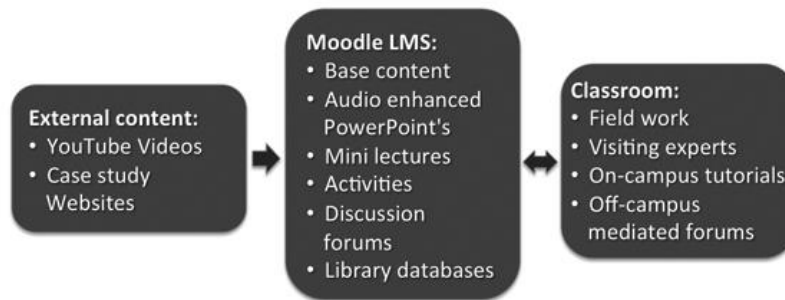 External content:
• YouTube Videos
• Case study
Websites
Moodle LMS:
• Base content
• Audio enhanced
PowerPoint's
• Mini lectures
• Activities
• Discussion
forums
• Library databases
Classroom:
• Field work
• Visiting experts
• On-campus tutorials
• Off-campus
mediated forums